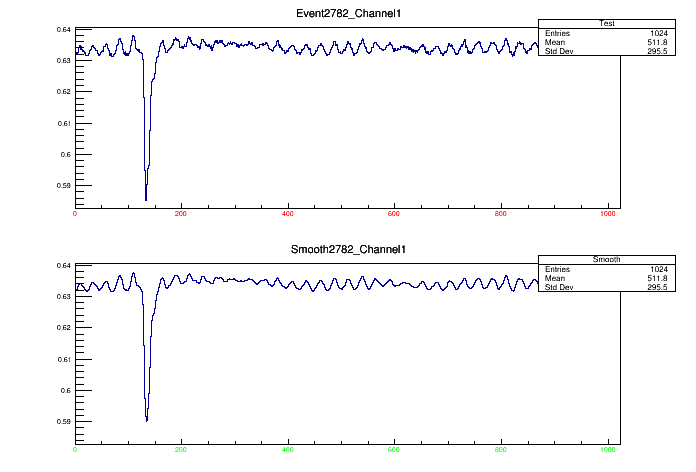 Event2782_Channel1
Test
Entries 1024
Mean 511.8
Std Dev 295.5
0.64
0.63
0.62
0.61
0.6
0.59
0 200 400 600 800 1000
Smooth2782_Channel1
Smooth
Entries 1024
Mean 511.8
Std Dev 295.5
0.64
0.63
0.62
0.61
0.6
0.59
0 200 400 600 800 1000